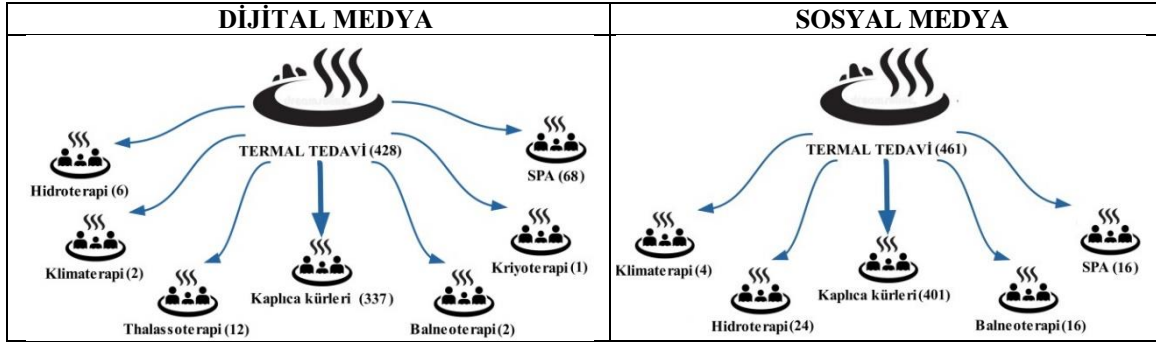 DİJİTAL MEDYA
TERMAL TEDAVİ (428)
Hidroterapi (6)
SPA (68)
Klimaterapi (2)
Kriyoterapi (1)
Kaplıca kürleri (337)
Thalassoterapi (12)
Balneoterapi (2)
SOSYAL MEDYA
TERMAL TEDAVİ (461)
Klimaterapi (4)
SPA (16)
Kaplıca kürleri (401)
Hidroterapi (24)
Balneoterapi (16)